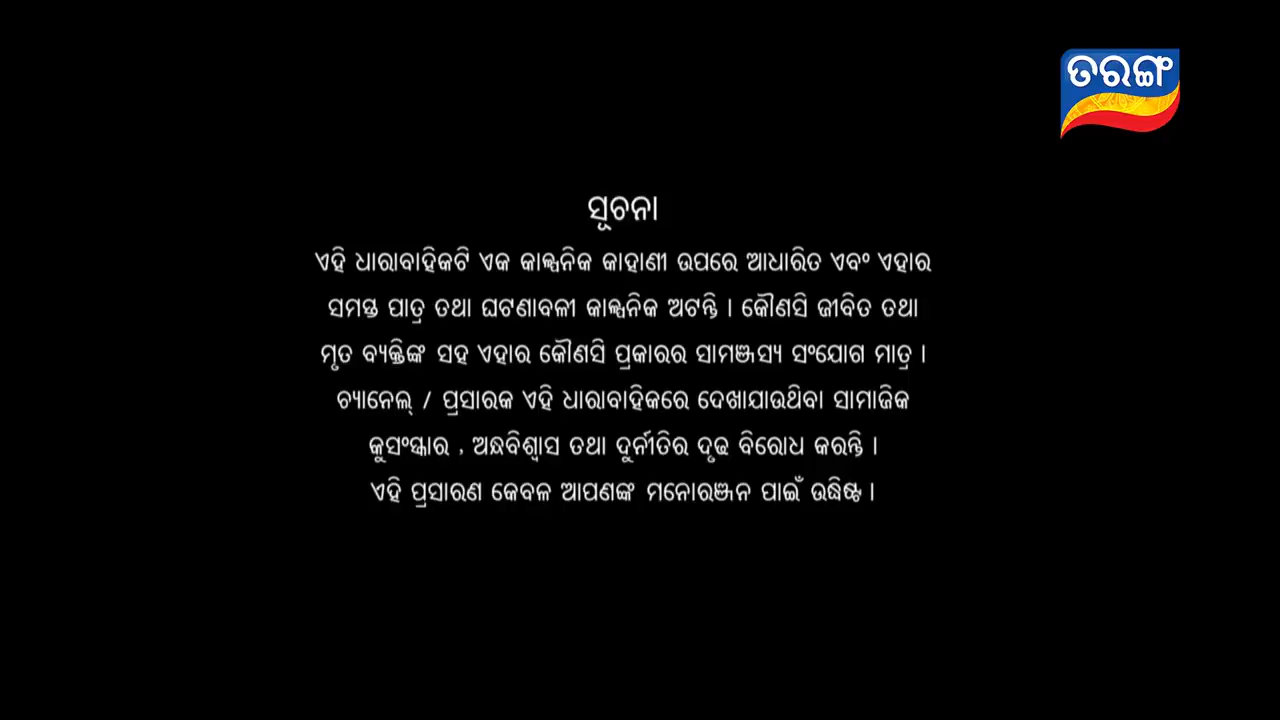 ତରଙ୍ଗ
ସୂଚନା
ଏହି ଧାରାବାହିକଟି ଏକ କାଳ୍ପନିକ କାହାଣୀ ଉପରେ ଆଧାରିତ ଏବଂ ଏହାର
ସମସ୍ତ ପାତ୍ର ତଥା ଘଟଣାବଳୀ କାଳ୍ପନିକ ଅଟନ୍ତି । କୌଣସି ଜୀବିତ ତଥା
ମୃତ ବ୍ୟକ୍ତିଙ୍କ ସହ ଏହାର କୌଣସି ପ୍ରକାରର ସାମଞ୍ଜସ୍ୟ ସଂଯୋଗ ମାତ୍ର ।
ଚ୍ୟାନେଲ୍ / ପ୍ରସାରକ ଏହି ଧାରାବାହିକରେ ଦେଖାଯାଉଥିବା ସାମାଜିକ
କୁସଂସ୍କାର , ଅନ୍ଧବିଶ୍ୱାସ ତଥା ଦୁର୍ନୀତିର ଦୃଢ ବିରୋଧ କରନ୍ତି ।
ଏହି ପ୍ରସାରଣ କେବଳ ଆପଣଙ୍କ ମନୋରଞ୍ଜନ ପାଇଁ ଉଦ୍ଧିଷ୍ଟ ।